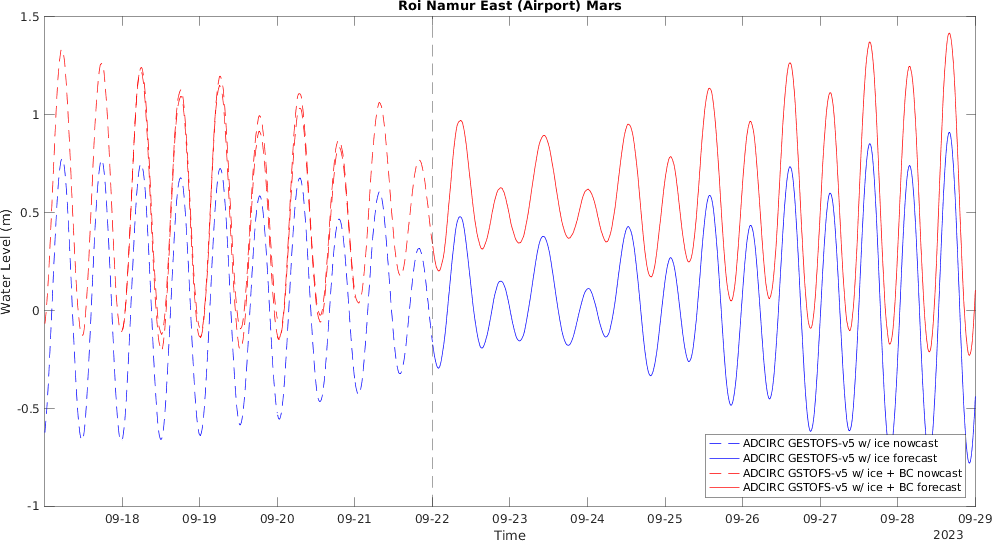 Roi Namur East (Airport) Mars
1.5
1
0.5
0
-0.5
-1
Water Level (m)
ADCIRC GESTOFS-v5 w/ ice nowcast
ADCIRC GESTOFS-v5 w/ ice forecast
ADCIRC GSTOFS-v5 w/ ice + BC nowcast
ADCIRC GSTOFS-v5 w/ ice + BC forecast
09-18 09-19 09-20 09-21 09-22 09-23 09-24 09-25 09-26 09-27 09-28 09-29
Time
2023